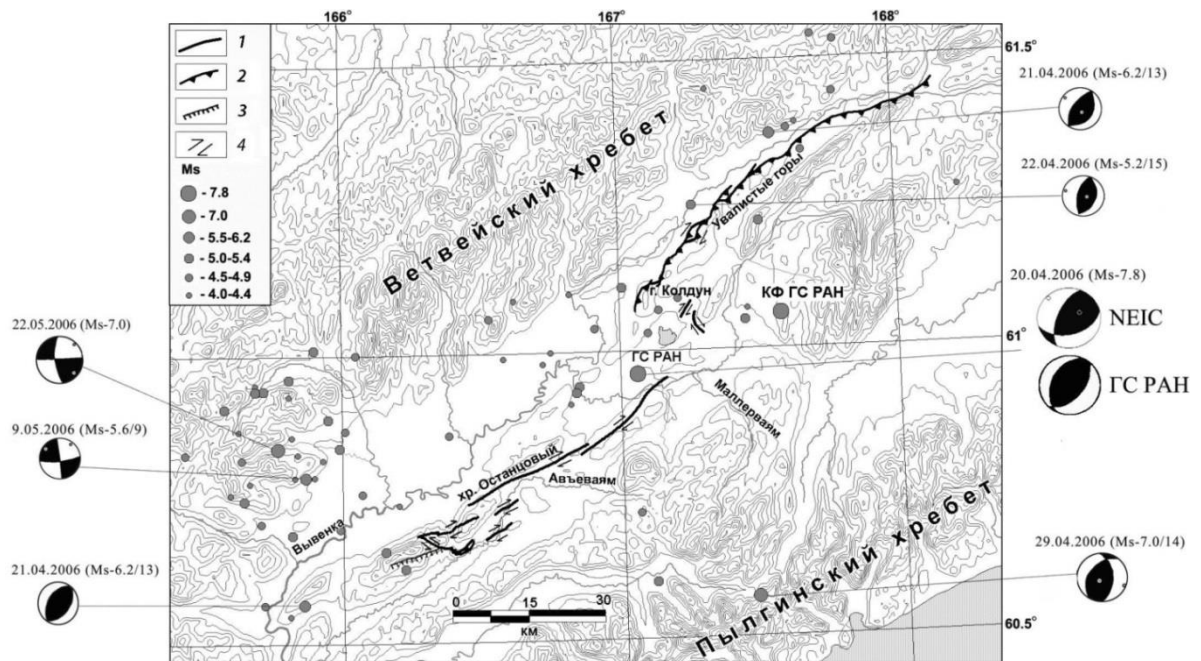 166°
167°
168°
1
2
3
4
Ms
- 7.8
- 7.0
- 5.5-6.2
- 5.0-5.4
- 4.5-4.9
- 4.0-4.4
61.5°
21.04.2006 (Ms-6.2/13)
22.04.2006 (Ms-5.2/15)
20.04.2006 (Ms-7.8)
NEIC
ГС РАН
61°
Ветвейский хребет
Увалистые горы
г. Колдун
КФ ГС РАН
ГС РАН
Маллерваям
хр. Останцовый
Авъеваям
Вывенка
22.05.2006 (Ms-7.0)
9.05.2006 (Ms-5.6/9)
21.04.2006 (Ms-6.2/13)
0 15 30
км
Пылгинский хребет
29.04.2006 (Ms-7.0/14)
60.5°